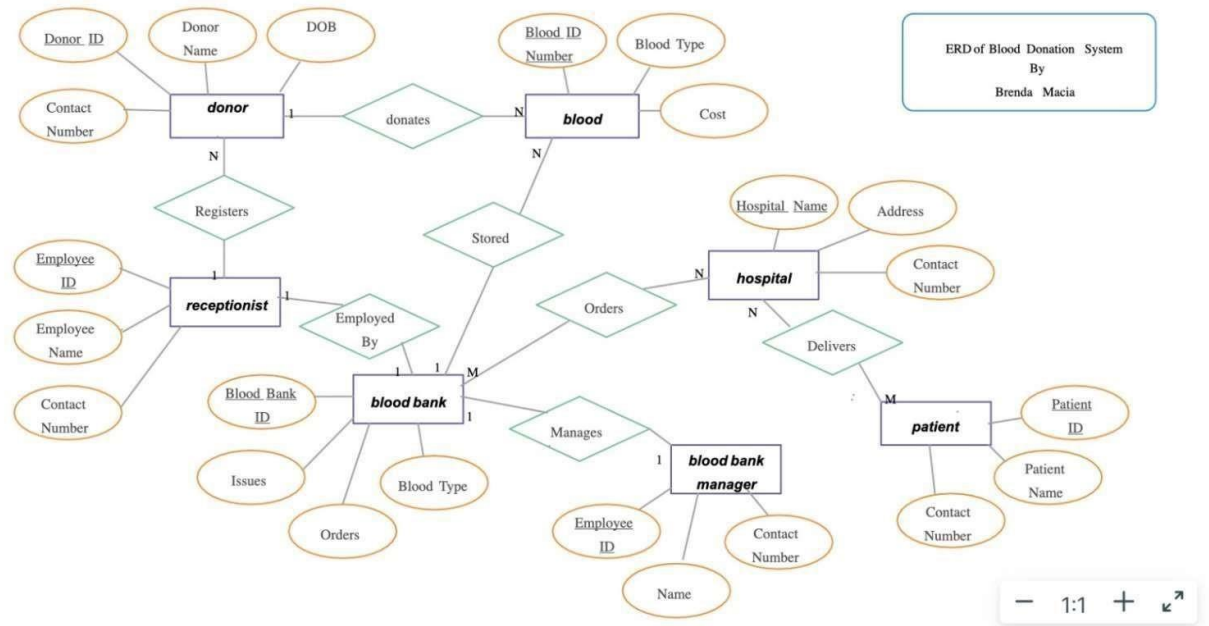 Donor ID
Donor
Name
DOB
Contact
Number
donor
1
donates
N
blood
Blood ID
Number
Blood Type
Cost
ERD of Blood Donation System
By
Brenda Macia
N
Registers
1
N
Stored
1
Employee
ID
Employee
Name
Contact
Number
receptionist
1
Employed
By
1
Hospital Name
Address
Contact
Number
hospital
N
Orders
M
N
Delivers
M
Blood Bank
ID
Issues
Orders
Blood Type
blood bank
1
Manages
1
blood bank
manager
Employee
ID
Name
Contact
Number
patient
Patient
ID
Patient
Name
Contact
Number
1:1